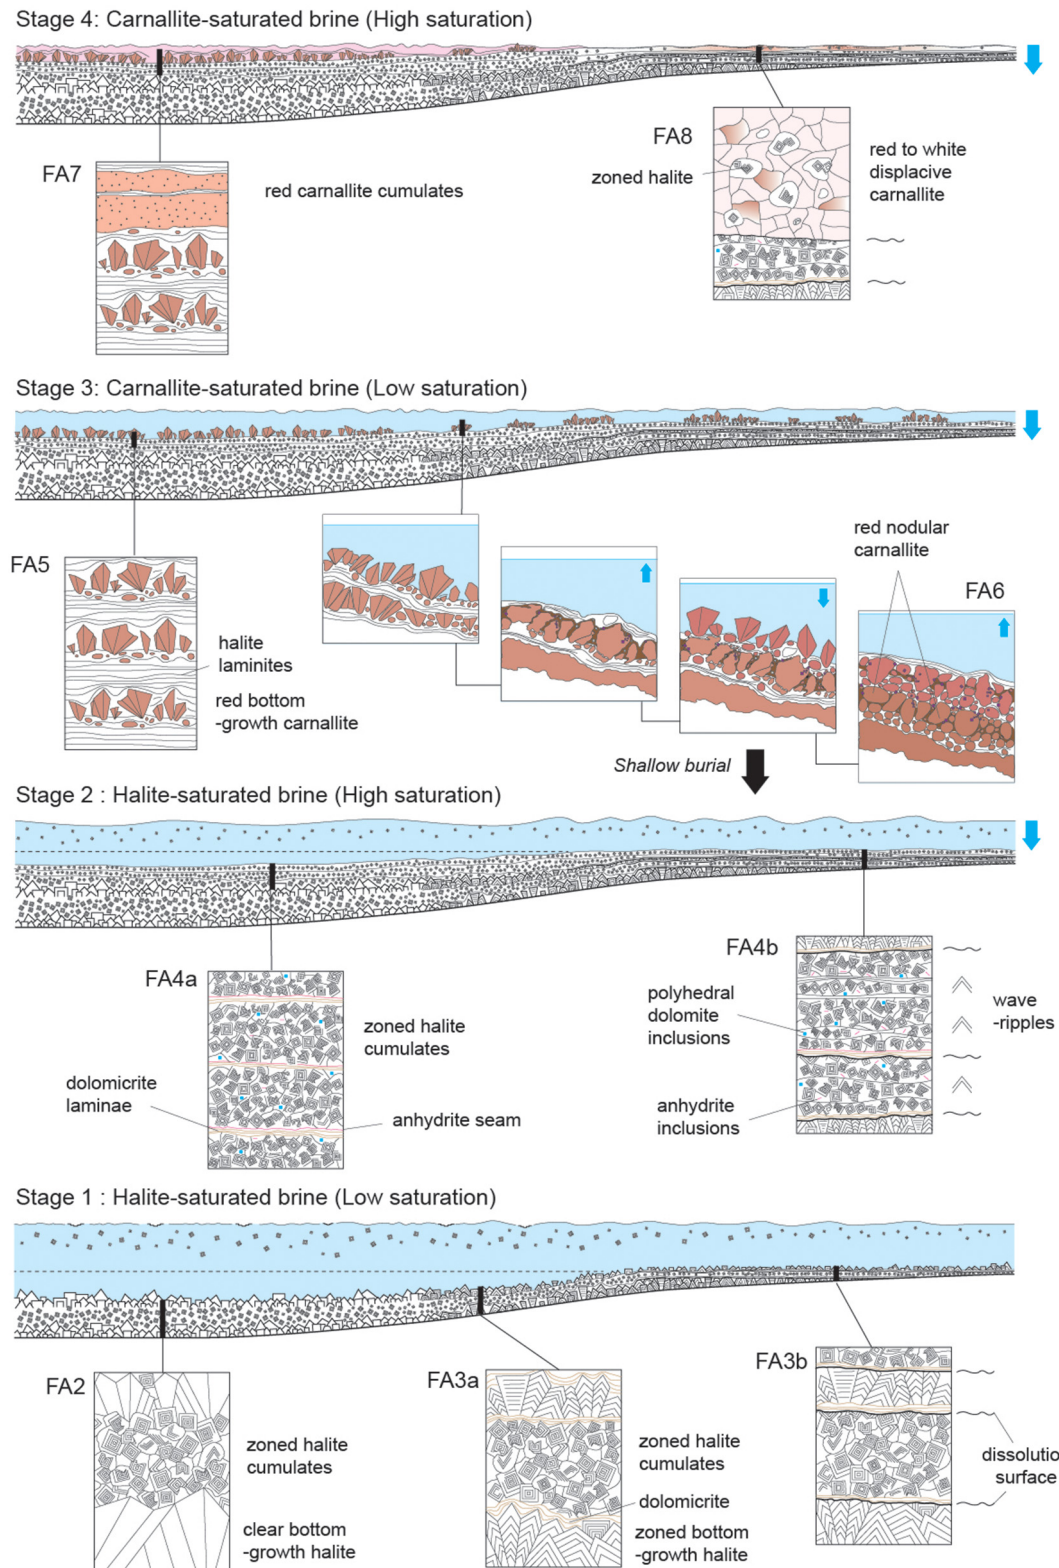 Stage 4: Carnallite-saturated brine (High saturation)
FA7
red carnallite cumulates
FA8
zoned halite
red to white
displacive
carnallite
Stage 3: Carnallite-saturated brine (Low saturation)
FA5
halite
laminites
red bottom
-growth carnallite
red nodular
carnallite
FA6
Shallow burial
Stage 2 : Halite-saturated brine (High saturation)
FA4a
zoned halite
cumulates
dolomicrite
laminae
anhydrite seam
FA4b
polyhedral
dolomite
inclusions
anhydrite
inclusions
wave
-ripples
Stage 1 : Halite-saturated brine (Low saturation)
FA2
zoned halite
cumulates
clear bottom
-growth halite
FA3a
zoned halite
cumulates
dolomicrite
zoned bottom
-growth halite
FA3b
dissolutio
surface